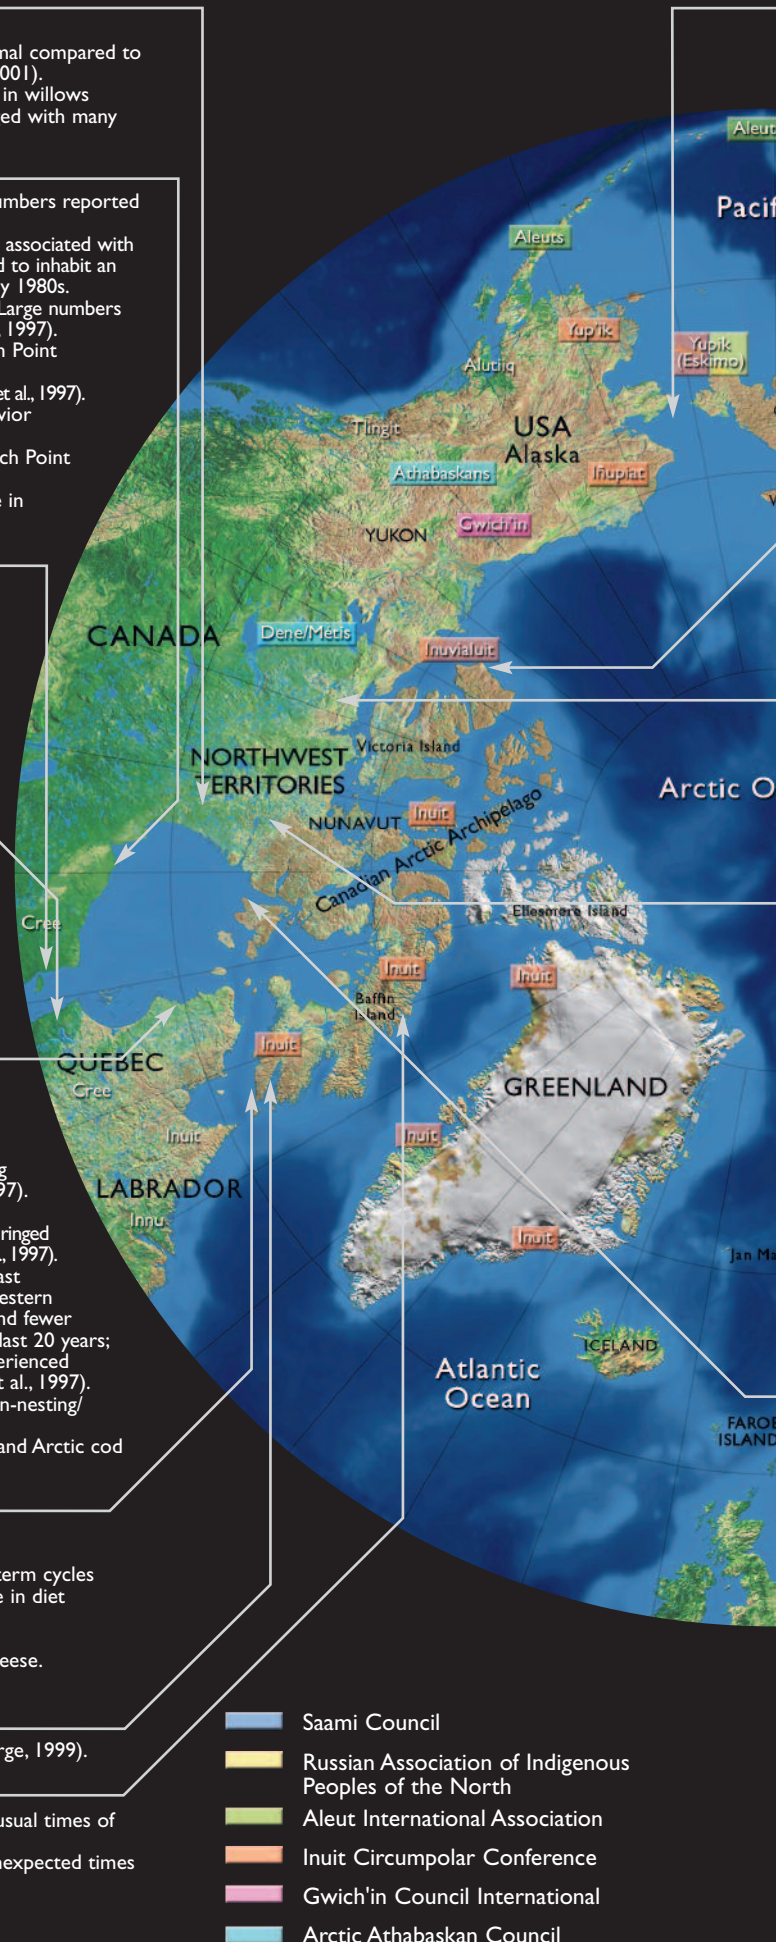 mal compared to
001).
in willows
ed with many
umbers reported
associated with
d to inhabit an
y 1980s.
Large numbers
, 1997).
n Point
et al., 1997).
vior
ch Point
e in
Aleut
Pacif
Aleuts
Yup'ik
Yupik
(Eskimo)
Alutiiq
Tlingit
USA
Alaska
Athabaskans
Iñupiat
YUKON
Gwich'in
CANADA
Dene/Métis
Inuvialuit
Victoria Island
NORTHWEST
TERRITORIES
Arctic O
NUNAVUT
Inuit
Canadian Arctic Archipelago
Ellesmere Island
Cree
Inuit
Inuit
Baffin
Island
Inuit
QUEBEC
Cree
GREENLAND
Inuit
Inuit
LABRADOR
Innu
Inuit
Jan Ma
ICELAND
Atlantic
Ocean
FAROE
ISLAND
g
97).
ringed
., 1997).
ast
estern
nd fewer
last 20 years;
erienced
t al., 1997).
n-nesting/
and Arctic cod
term cycles
e in diet
eese.
rge, 1999).
usual times of
nexpected times
Saami Council
Russian Association of Indigenous
Peoples of the North
Aleut International Association
Inuit Circumpolar Conference
Gwich'in Council International
Arctic Athabaskan Council